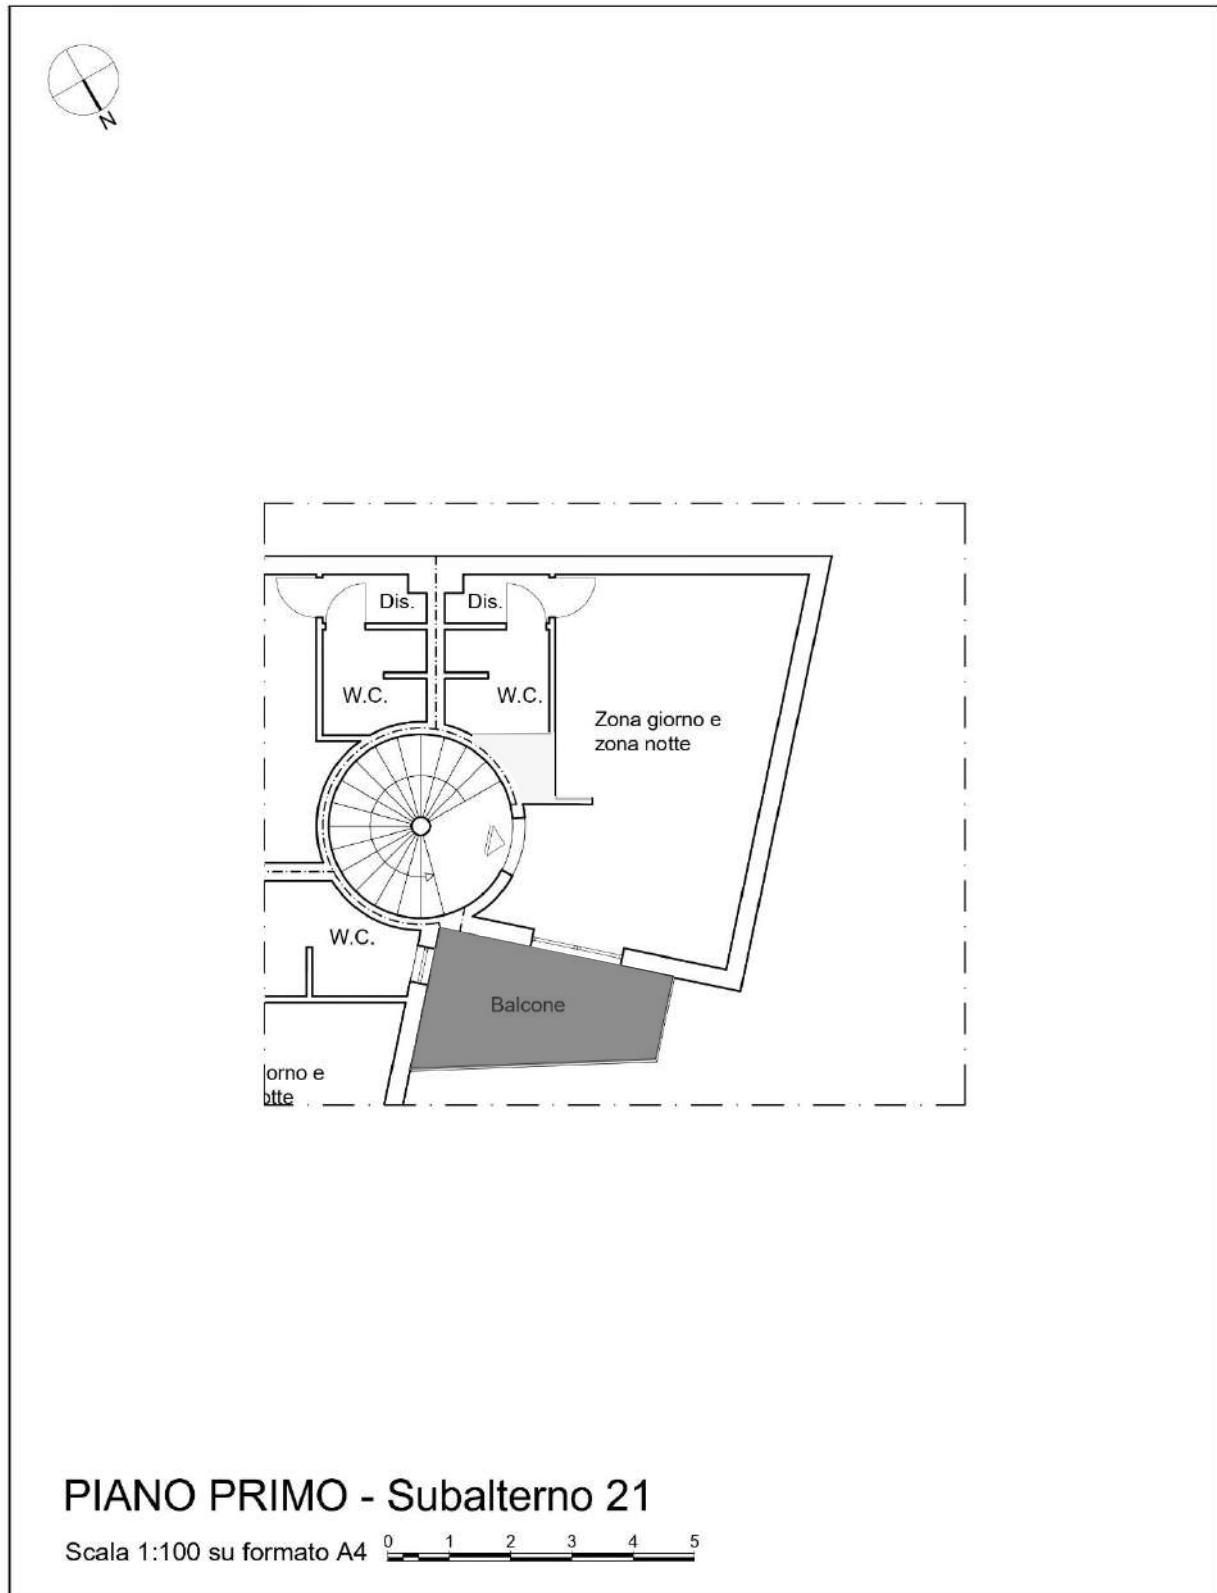 N
Dis.
Dis.
W.C.
W.C.
Zona giorno e
zona notte
W.C.
Balcone
orno e
otte
PIANO PRIMO - Subalterno 21
Scala 1:100 su formato A4
0 1 2 3 4 5